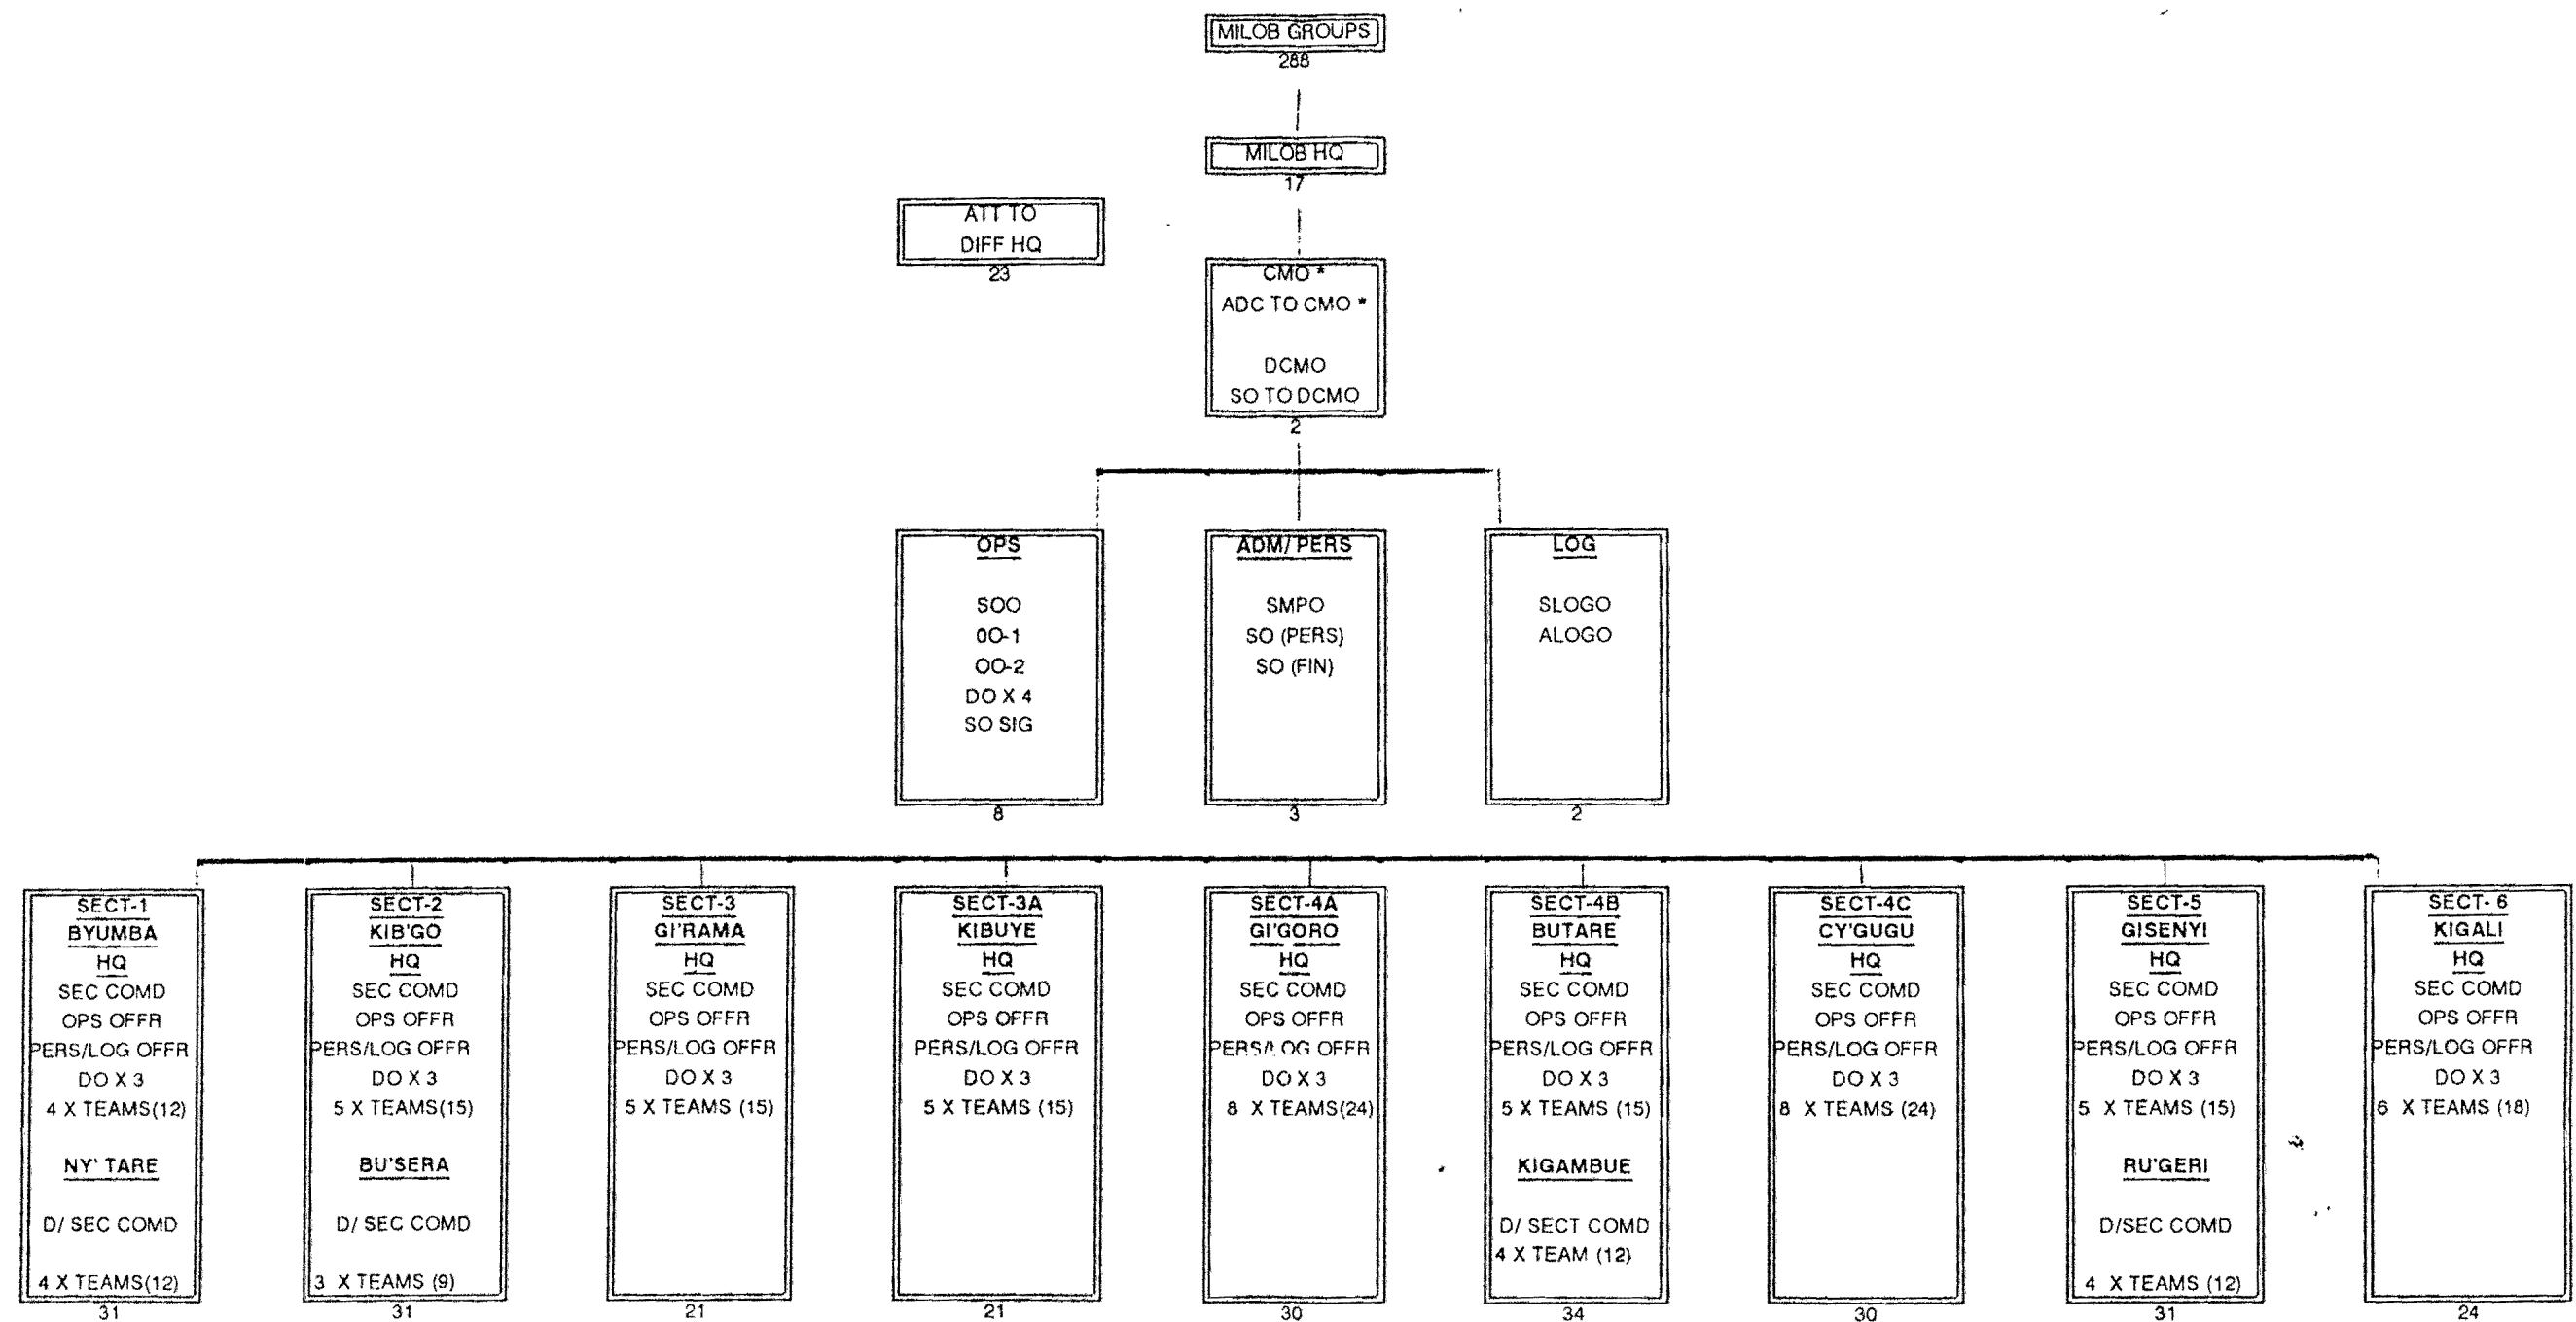 MILOB GROUPS
288
MILOB HQ
17
ATT TO
DIFF HQ
23
CMO *
ADC TO CMO *
DCMO
SO TO DCMO
2
OPS
SOO
0O-1
OO-2
DO X 4
SO SIG
8
ADM/ PERS
SMPO
SO (PERS)
SO (FIN)
3
LOG
SLOGO
ALOGO
2
SECT-1
BYUMBA
HQ
SEC COMD
OPS OFFR
PERS/LOG OFFR
DO X 3
4 X TEAMS(12)
NY' TARE
D/ SEC COMD
4 X TEAMS(12)
31
SECT-2
KIB'GO
HQ
SEC COMD
OPS OFFR
PERS/LOG OFFR
DO X 3
5 X TEAMS(15)
BU'SERA
D/ SEC COMD
3 X TEAMS (9)
31
SECT-3
GI'RAMA
HQ
SEC COMD
OPS OFFR
PERS/LOG OFFR
DO X 3
5 X TEAMS (15)
21
SECT-3A
KIBUYE
HQ
SEC COMD
OPS OFFR
PERS/LOG OFFR
DO X 3
5 X TEAMS (15)
21
SECT-4A
GI'GORO
HQ
SEC COMD
OPS OFFR
PERS/LOG OFFR
DO X 3
8 X TEAMS(24)
30
SECT-4B
BUTARE
HQ
SEC COMD
OPS OFFR
PERS/LOG OFFR
DO X 3
5 X TEAMS (15)
KIGAMBUE
D/ SECT COMD
4 X TEAM (12)
34
SECT-4C
CY'GUGU
HQ
SEC COMD
OPS OFFR
PERS/LOG OFFR
DO X 3
8 X TEAMS (24)
30
SECT-5
GISENYI
HQ
SEC COMD
OPS OFFR
PERS/LOG OFFR
DO X 3
5 X TEAMS (15)
RU'GERI
D/SEC COMD
4 X TEAMS (12)
31
SECT- 6
KIGALI
HQ
SEC COMD
OPS OFFR
PERS/LOG OFFR
DO X 3
6 X TEAMS (18)
24